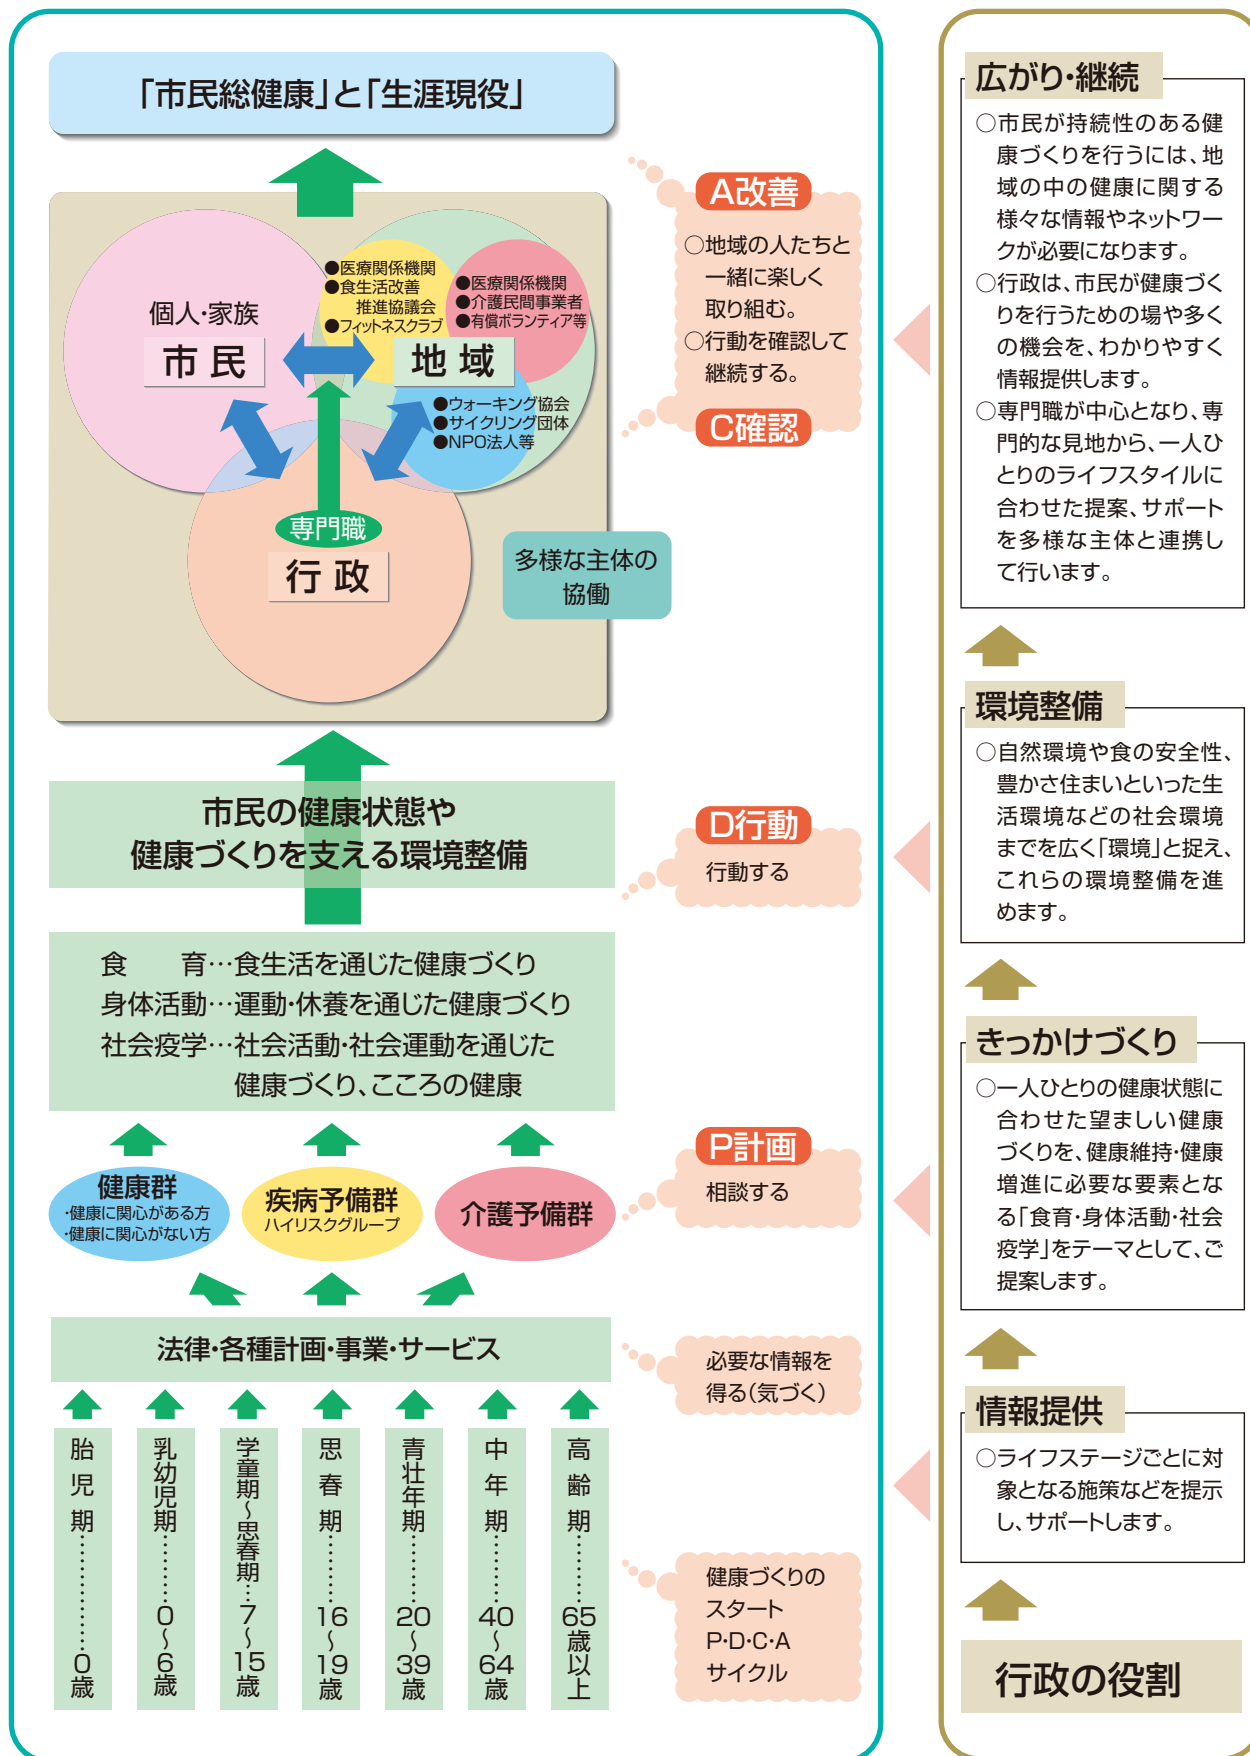 「市民総健康」と「生涯現役」
個人・家族
市 民
●医療関係機関
●食生活改善
推進協議会
●フィットネスクラブ
●医療関係機関
●介護民間事業者
●有償ボランティア等
地 域
●ウォーキング協会
●サイクリング団体
●NPO法人等
専門職
行 政
多様な主体の
協働
A改善
○地域の人たちと
一緒に楽しく
取り組む。
○行動を確認して
継続する。
C確認
市民の健康状態や
健康づくりを支える環境整備
D行動
行動する
食　　育…食生活を通じた健康づくり
身体活動…運動・休養を通じた健康づくり
社会疫学…社会活動・社会運動を通じた
健康づくり、こころの健康
P計画
相談する
健康群
・健康に関心がある方
・健康に関心がない方
疾病予備群
ハイリスクグループ
介護予備群
法律・各種計画・事業・サービス
必要な情報を
得る（気づく）
胎児期…………………0歳
乳幼児期…………0〜6歳
学童期〜思春期…7〜15歳
思春期…………16〜19歳
青壮年期………20〜39歳
中年期…………40〜64歳
高齢期…………65歳以上
健康づくりの
スタート
P・D・C・A
サイクル
広がり・継続
○市民が持続性のある健
康づくりを行うには、地
域の中の健康に関する
様々な情報やネットワー
クが必要になります。
○行政は、市民が健康づく
りを行うための場や多く
の機会を、わかりやすく
情報提供します。
○専門職が中心となり、専
門的な見地から、一人ひ
とりのライフスタイルに
合わせた提案、サポート
を多様な主体と連携し
て行います。
環境整備
○自然環境や食の安全性、
豊かさ住まいといった生
活環境などの社会環境
までを広く「環境」と捉え、
これらの環境整備を進
めます。
きっかけづくり
○一人ひとりの健康状態に
合わせた望ましい健康
づくりを、健康維持・健康
増進に必要な要素とな
る「食育・身体活動・社会
疫学」をテーマとして、ご
提案します。
情報提供
○ライフステージごとに対
象となる施策などを提示
し、サポートします。
行政の役割